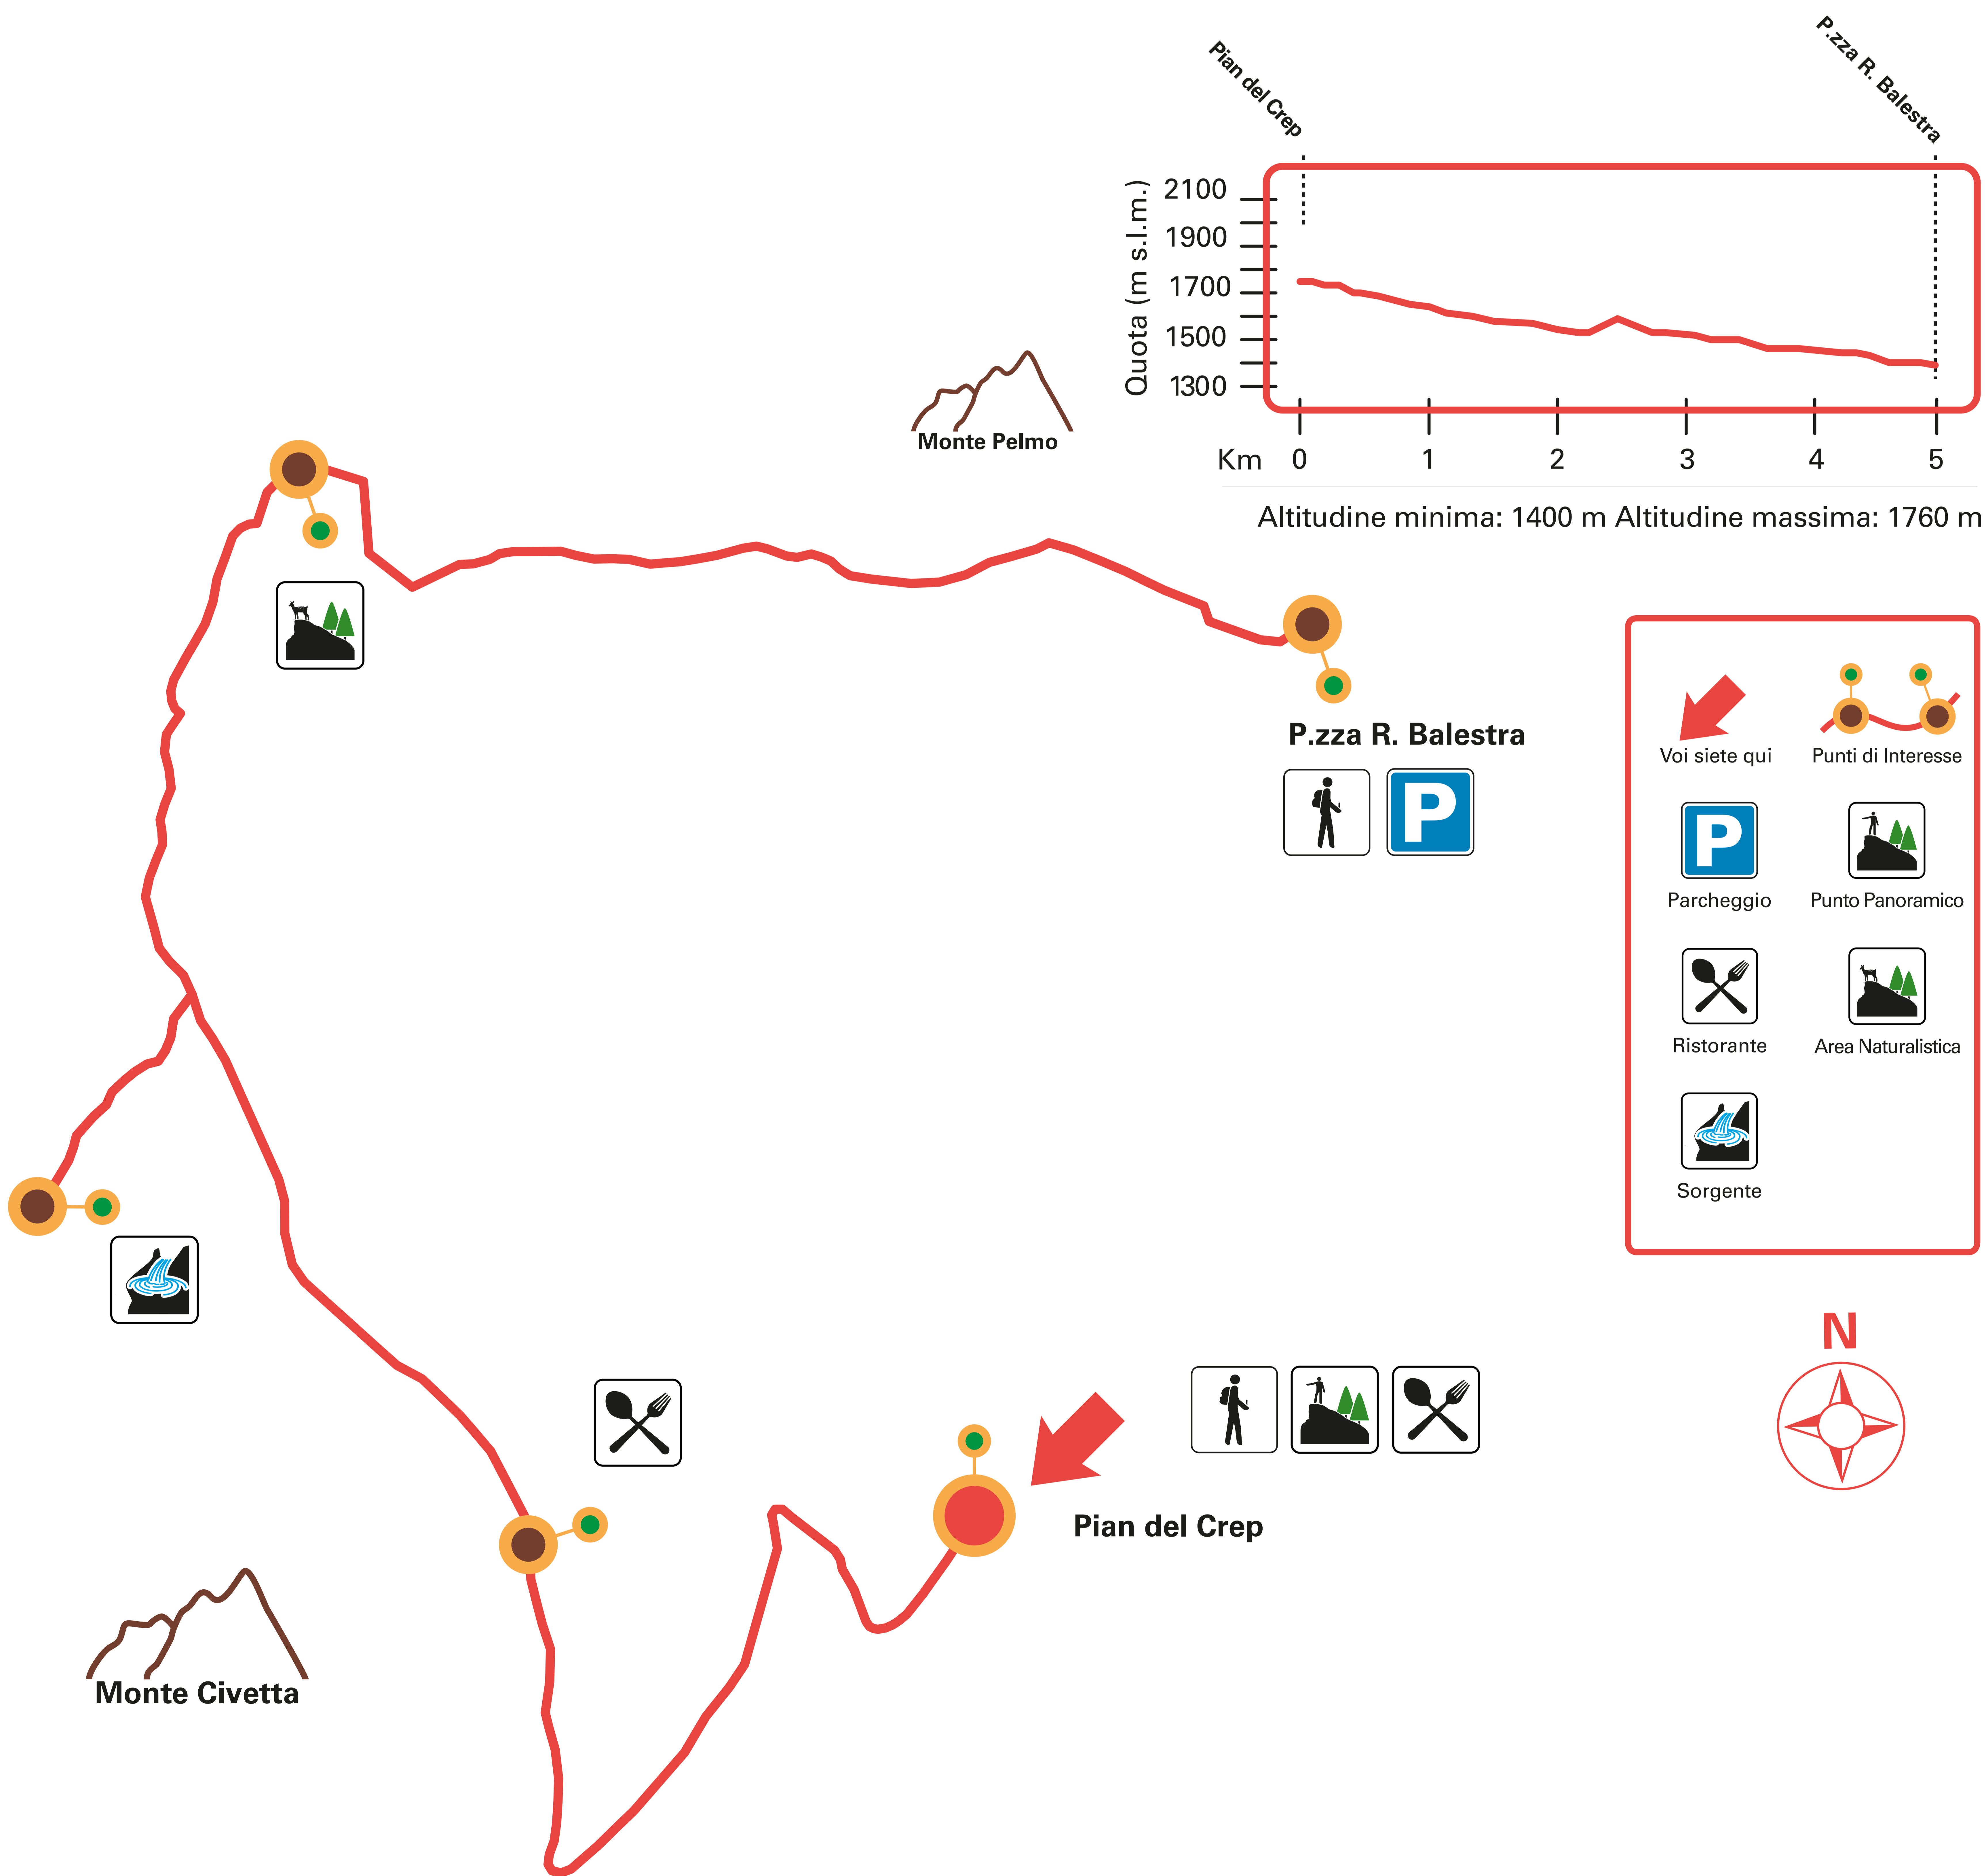 Pian del Crep
P.zza R. Balestra
Quota (m s.l.m.)
2100
1900
1700
1500
1300
Km 0 1 2 3 4 5
Altitudine minima: 1400 m Altitudine massima: 1760 m
Monte Pelmo
P.zza R. Balestra
P
Voi siete qui
Punti di Interesse
P
Parcheggio
Punto Panoramico
Ristorante
Area Naturalistica
Sorgente
N
Pian del Crep
Monte Civetta